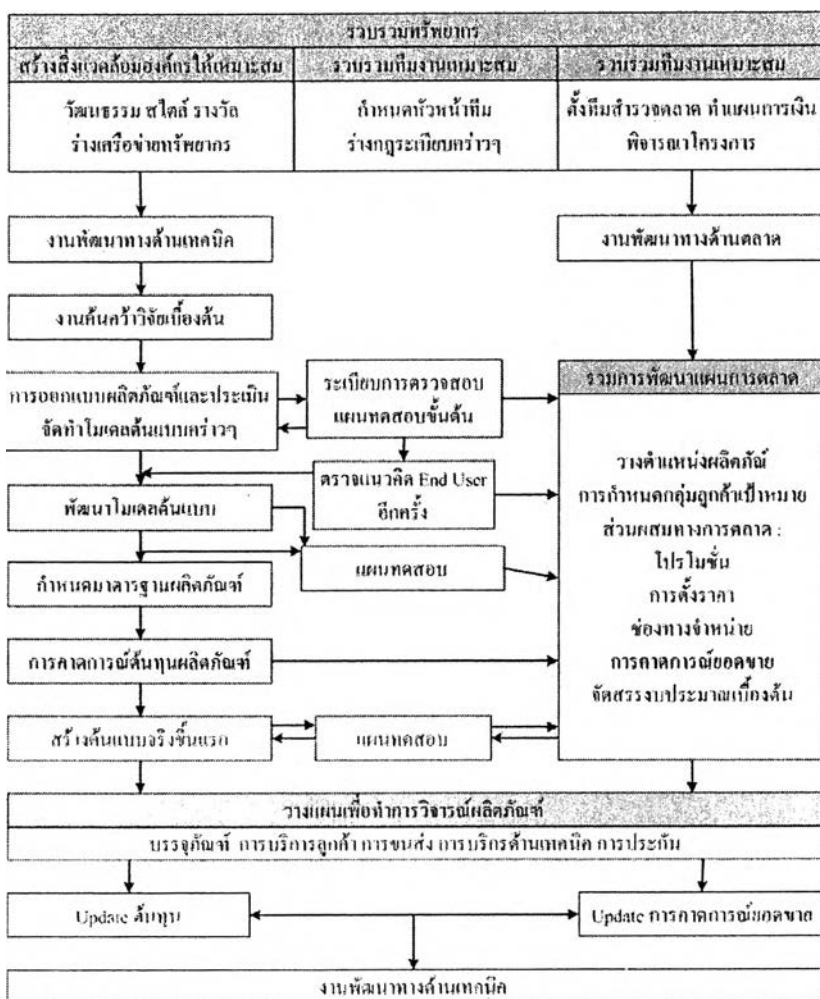 รวบรวมทรัพยากร
สร้างสิ่งแวดล้อมองค์กรให้เหมาะสม
วัฒนธรรม สไตล์ รางวัล
ร่างเครือข่ายทรัพยากร
รวบรวมทีมงานเหมาะสม
กำหนดหัวหน้าทีม
ร่างกฎระเบียบคร่าวๆ
รวบรวมทีมงานเหมาะสม
ตั้งทีมสำรวจตลาด ทำแผนการเงิน
พิจารณาโครงการ
งานพัฒนาทางด้านเทคนิค
งานพัฒนาทางด้านตลาด
งานค้นคว้าวิจัยเบื้องต้น
การออกแบบผลิตภัณฑ์และประเมิน
จัดทำโมเดลต้นแบบคร่าวๆ
ระเบียบการตรวจสอบ
แผนทดสอบขั้นต้น
ตรวจแนวคิด End User
อีกครั้ง
พัฒนาโมเดลต้นแบบ
แผนทดสอบ
กำหนดมาตรฐานผลิตภัณฑ์
การคาดการณ์ต้นทุนผลิตภัณฑ์
สร้างต้นแบบจริงชิ้นแรก
แผนทดสอบ
รวมการพัฒนาแผนการตลาด
วางตำแหน่งผลิตภัณ์
การกำหนดกลุ่มลูกค้าเป้าหมาย
ส่วนผสมทางการตลาด :
โปรโมชั่น
การตั้งราคา
ช่องทางจำหน่าย
การคาดการณ์ยอดขาย
จัดสรรงบประมาณเบื้องต้น
วางแผนเพื่อทำการวิจารณ์ผลิตภัณฑ์
บรรจุภัณฑ์ การบริการลูกค้า การขนส่ง การบริการด้านเทคนิค การประกัน
Update ต้นทุน
Update การคาดการณ์ยอดขาย
งานพัฒนาทางด้านเทคนิค